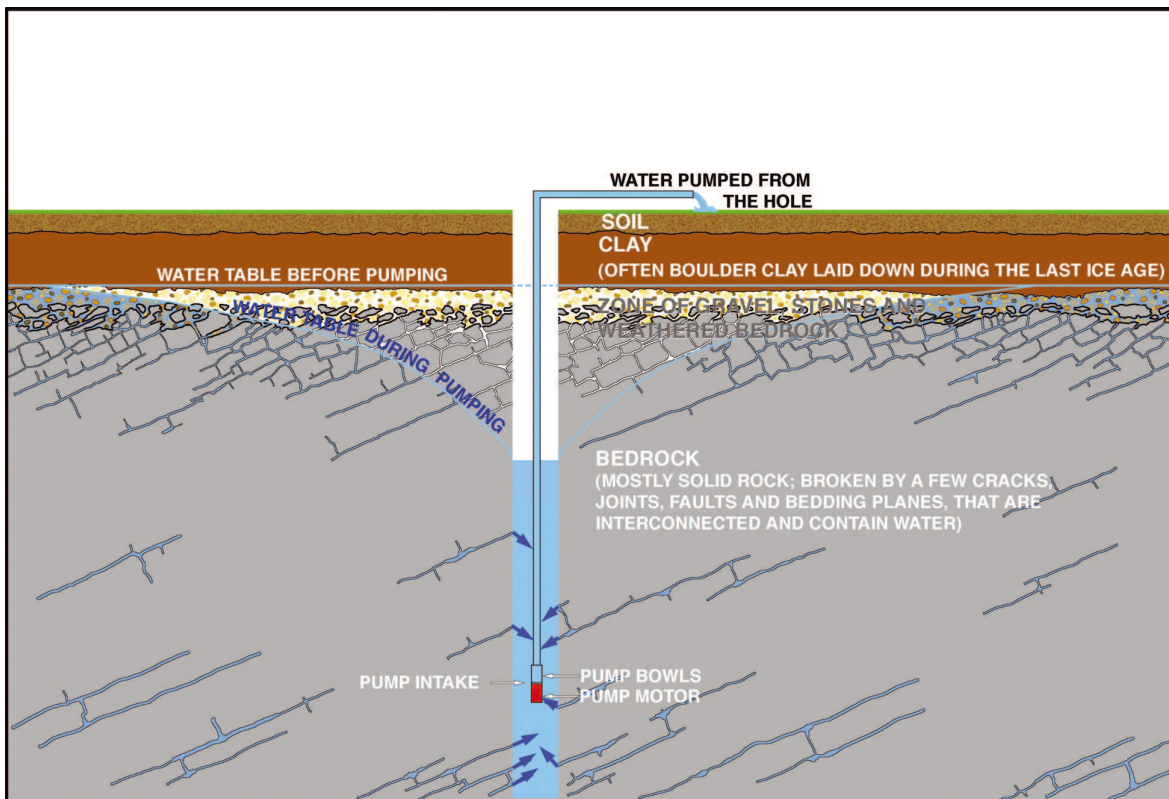 WATER PUMPED FROM
THE HOLE
SOIL
CLAY
(OFTEN BOULDER CLAY LAID DOWN DURING THE LAST ICE AGE)
WATER TABLE BEFORE PUMPING
ZONE OF GRAVEL, STONES AND
WEATHERED BEDROCK
WATER TABLE DURING PUMPING
BEDROCK
(MOSTLY SOLID ROCK; BROKEN BY A FEW CRACKS,
JOINTS, FAULTS AND BEDDING PLANES, THAT ARE
INTERCONNECTED AND CONTAIN WATER)
PUMP INTAKE
PUMP BOWLS
PUMP MOTOR